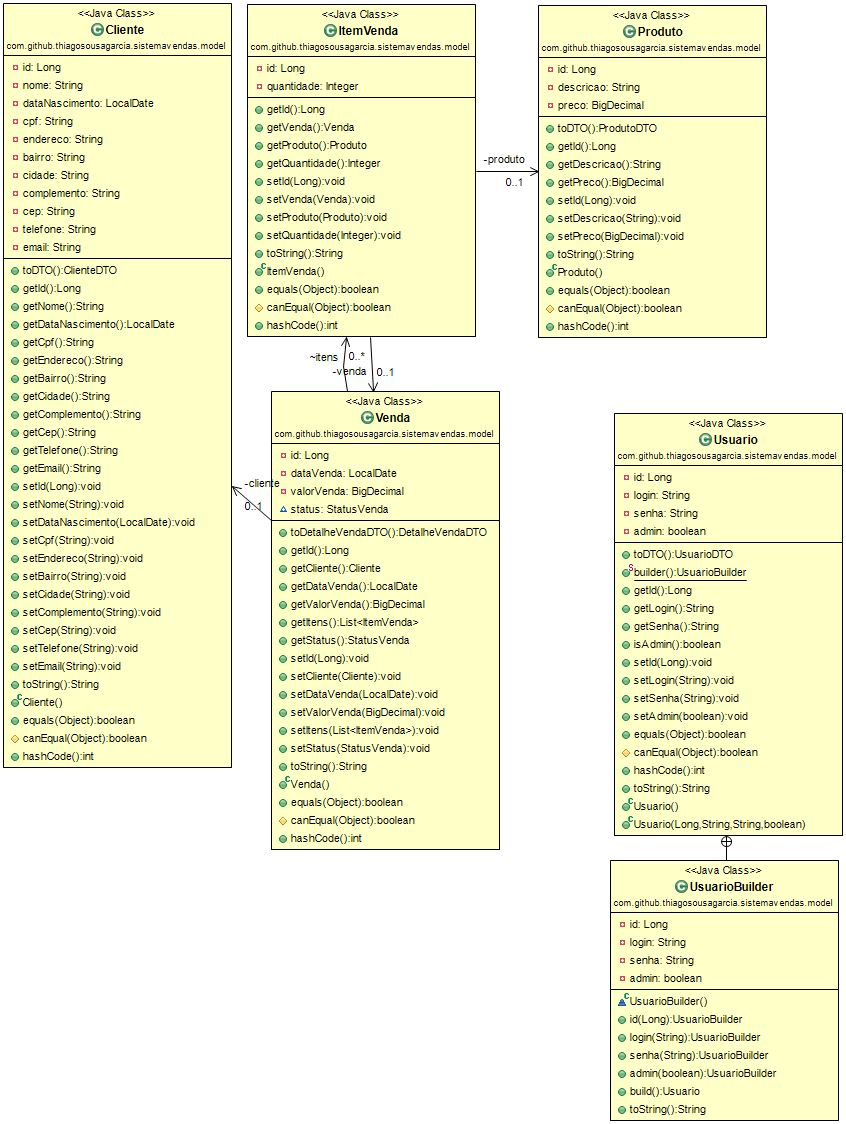 <<Java Class>>
Cliente
com.github.thiagosousagarcia.sistemavendas.model
id: Long
nome: String
dataNascimento: LocalDate
cpf: String
endereco: String
bairro: String
cidade: String
complemento: String
cep: String
telefone: String
email: String
toDTO():ClienteDTO
getId():Long
getNome():String
getDataNascimento():LocalDate
getCpf():String
getEndereco():String
getBairro():String
getCidade():String
getComplemento():String
getCep():String
getTelefone():String
getEmail():String
setId(Long):void
setNome(String):void
setDataNascimento(LocalDate):void
setCpf(String):void
setEndereco(String):void
setBairro(String):void
setCidade(String):void
setComplemento(String):void
setCep(String):void
setTelefone(String):void
setEmail(String):void
toString():String
Cliente()
equals(Object):boolean
canEqual(Object):boolean
hashCode():int
<<Java Class>>
ItemVenda
com.github.thiagosousagarcia.sistemavendas.model
id: Long
quantidade: Integer
getId():Long
getVenda():Venda
getProduto():Produto
getQuantidade():Integer
setId(Long):void
setVenda(Venda):void
setProduto(Produto):void
setQuantidade(Integer):void
toString():String
ItemVenda()
equals(Object):boolean
canEqual(Object):boolean
hashCode():int
-produto
0..1
<<Java Class>>
Produto
com.github.thiagosousagarcia.sistemavendas.model
id: Long
descricao: String
preco: BigDecimal
toDTO():ProdutoDTO
getId():Long
getDescricao():String
getPreco():BigDecimal
setId(Long):void
setDescricao(String):void
setPreco(BigDecimal):void
toString():String
Produto()
equals(Object):boolean
canEqual(Object):boolean
hashCode():int
~itens 0..*
-venda 0..1
-cliente
0..1
<<Java Class>>
Venda
com.github.thiagosousagarcia.sistemavendas.model
id: Long
dataVenda: LocalDate
valorVenda: BigDecimal
status: StatusVenda
toDetalheVendaDTO():DetalheVendaDTO
getId():Long
getCliente():Cliente
getDataVenda():LocalDate
getValorVenda():BigDecimal
getItens():List<ItemVenda>
getStatus():StatusVenda
setId(Long):void
setCliente(Cliente):void
setDataVenda(LocalDate):void
setValorVenda(BigDecimal):void
setItens(List<ItemVenda>):void
setStatus(StatusVenda):void
toString():String
Venda()
equals(Object):boolean
canEqual(Object):boolean
hashCode():int
<<Java Class>>
Usuario
com.github.thiagosousagarcia.sistemavendas.model
id: Long
login: String
senha: String
admin: boolean
toDTO():UsuarioDTO
builder():UsuarioBuilder
getId():Long
getLogin():String
getSenha():String
isAdmin():boolean
setId(Long):void
setLogin(String):void
setSenha(String):void
setAdmin(boolean):void
equals(Object):boolean
canEqual(Object):boolean
hashCode():int
toString():String
Usuario()
Usuario(Long,String,String,boolean)
<<Java Class>>
UsuarioBuilder
com.github.thiagosousagarcia.sistemavendas.model
id: Long
login: String
senha: String
admin: boolean
UsuarioBuilder()
id(Long):UsuarioBuilder
login(String):UsuarioBuilder
senha(String):UsuarioBuilder
admin(boolean):UsuarioBuilder
build():Usuario
toString():String